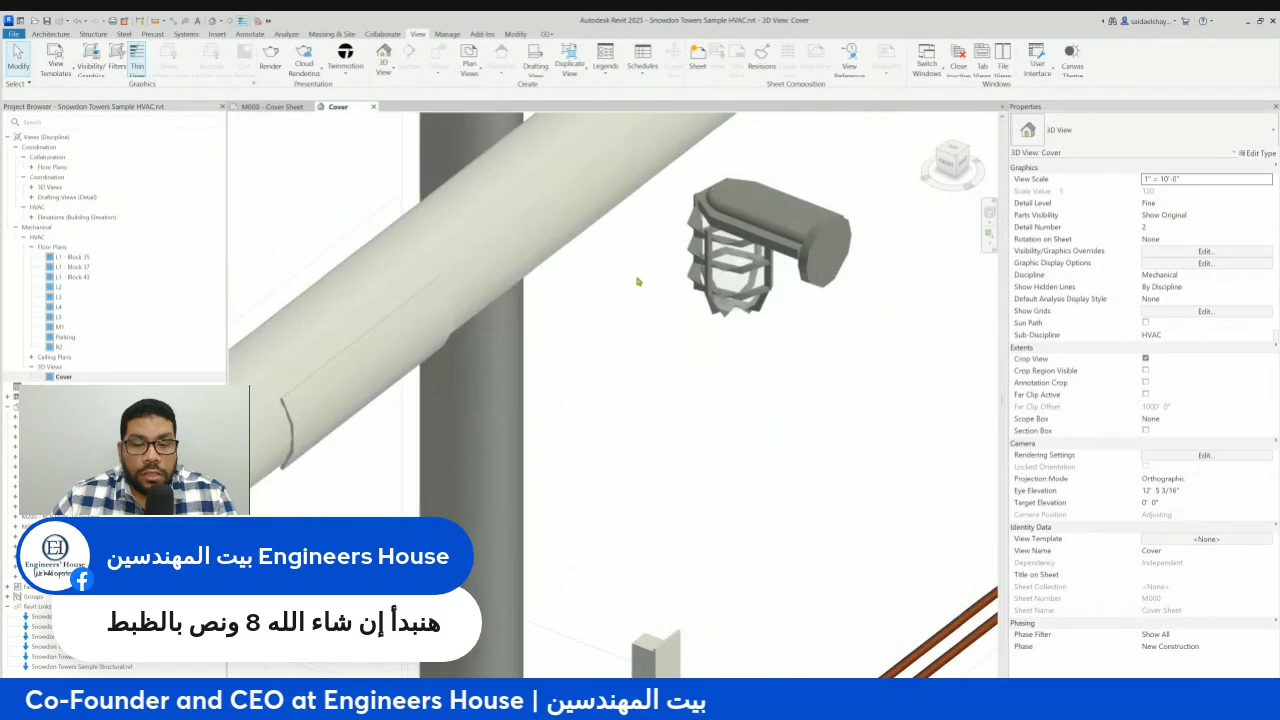 Autodesk Revit 2025 - Snowdon Towers Sample HVAC.rvt - 3D View: Cover
saidaelshay...
File Architecture Structure Steel Precast Systems Insert Annotate Analyze Massing & Site Collaborate View Manage Add-Ins Modify
Modify
View Templates
Visibility/ Graphics
Filters
Thin Lines
Render
Cloud Rendering
Twinmotion
3D View
Plan Views
Drafting View
Duplicate View
Legends
Schedules
Sheet
Revisions
View Reference
Switch Windows
Close Inactive
Tab Views
Tile Views
User Interface
Canvas Theme
Select
Graphics
Presentation
Create
Sheet Composition
Windows
Project Browser - Snowdon Towers Sample HVAC.rvt
M000 - Cover Sheet
Cover
Properties
Search
Views (Discipline)
Coordination
Collaboration
Floor Plans
Coordination
3D Views
Drafting Views (Detail)
HVAC
Elevations (Building Elevation)
Mechanical
HVAC
Floor Plans
L1 - Block 35
L1 - Block 37
L1 - Block 43
L2
L3
L4
L5
M1
Parking
R2
Ceiling Plans
3D Views
Cover
Groups
Revit Links
Snowdon Towers Sample Structural.rvt
FRONT
3D View
3D View: Cover
Edit Type
Graphics
View Scale 1" = 10'-0"
Scale Value 1 120
Detail Level Fine
Parts Visibility Show Original
Detail Number 2
Rotation on Sheet None
Visibility/Graphics Overrides Edit...
Graphic Display Options Edit...
Discipline Mechanical
Show Hidden Lines By Discipline
Default Analysis Display Style None
Show Grids Edit...
Sun Path
Sub-Discipline HVAC
Extents
Crop View
Crop Region Visible
Annotation Crop
Far Clip Active
Far Clip Offset 1000' 0"
Scope Box None
Section Box
Camera
Rendering Settings Edit...
Locked Orientation
Projection Mode Orthographic
Eye Elevation 12' 5 3/16"
Target Elevation 0' 0"
Camera Position Adjusting
Identity Data
View Template <None>
View Name Cover
Dependency Independent
Title on Sheet
Sheet Collection <None>
Sheet Number M000
Sheet Name Cover Sheet
Phasing
Phase Filter Show All
Phase New Construction
EH
Engineers' House
بيت المهندسين Engineers House
هنبدأ إن شاء الله 8 ونص بالظبط
Co-Founder and CEO at Engineers House | بيت المهندسين